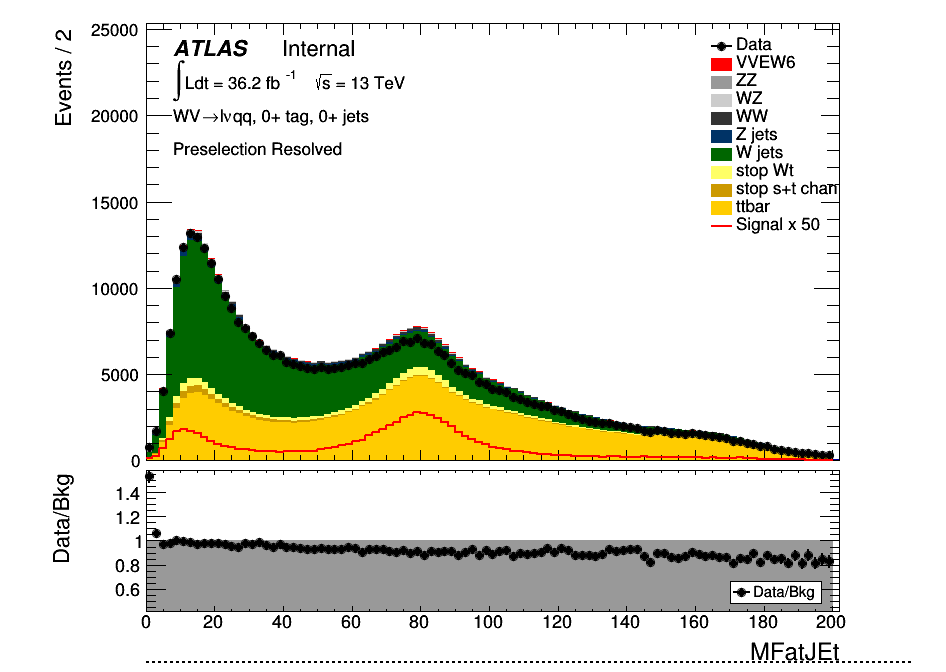 25000
20000
15000
10000
5000
0
Events / 2
ATLAS Internal
∫Ldt = 36.2 fb⁻¹ √s = 13 TeV
WV→lνqq, 0+ tag, 0+ jets
Preselection Resolved
Data
VVEW6
ZZ
WZ
WW
Z jets
W jets
stop Wt
stop s+t chan
ttbar
Signal x 50
1.4
1.2
1
0.8
0.6
Data/Bkg
Data/Bkg
0 20 40 60 80 100 120 140 160 180 200
MFatJEt